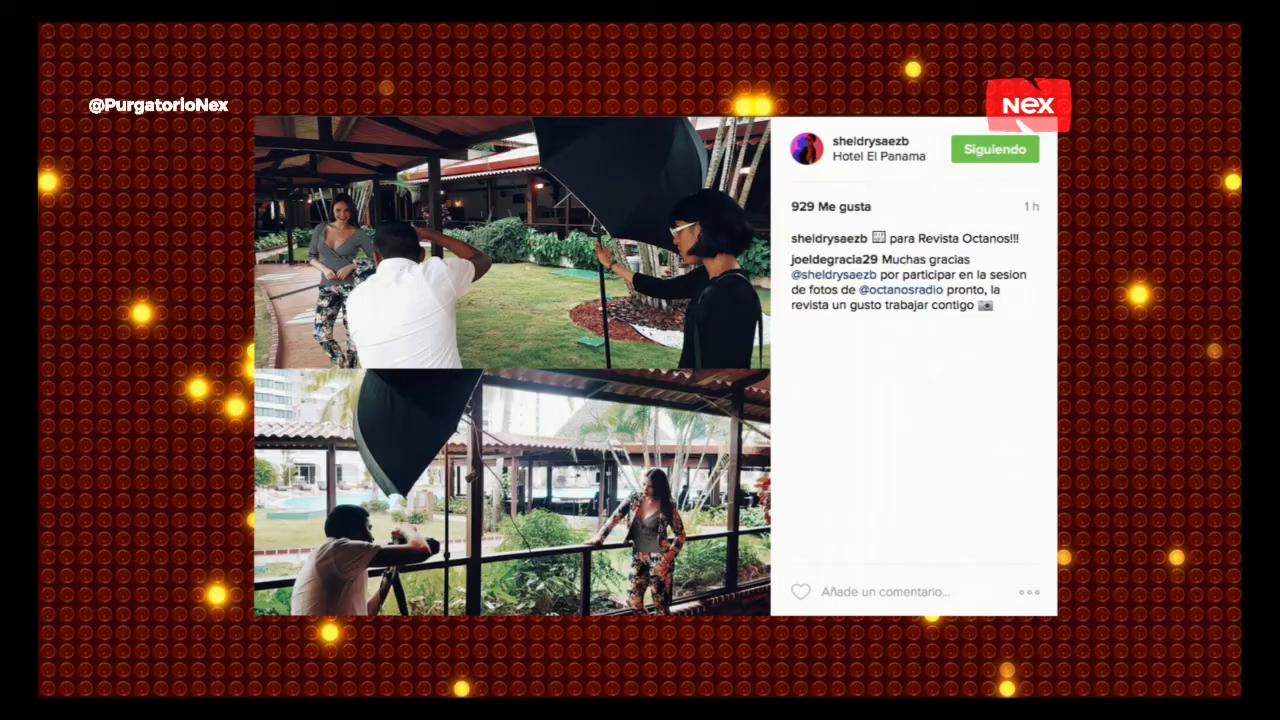 @PurgatorioNex
NEX
sheldrysaezb
Hotel El Panama
Siguiendo
929 Me gusta
1 h
sheldrysaezb para Revista Octanos!!!
joeldegracia29 Muchas gracias
@sheldrysaezb por participar en la sesion
de fotos de @octanosradio pronto, la
revista un gusto trabajar contigo
Añade un comentario...